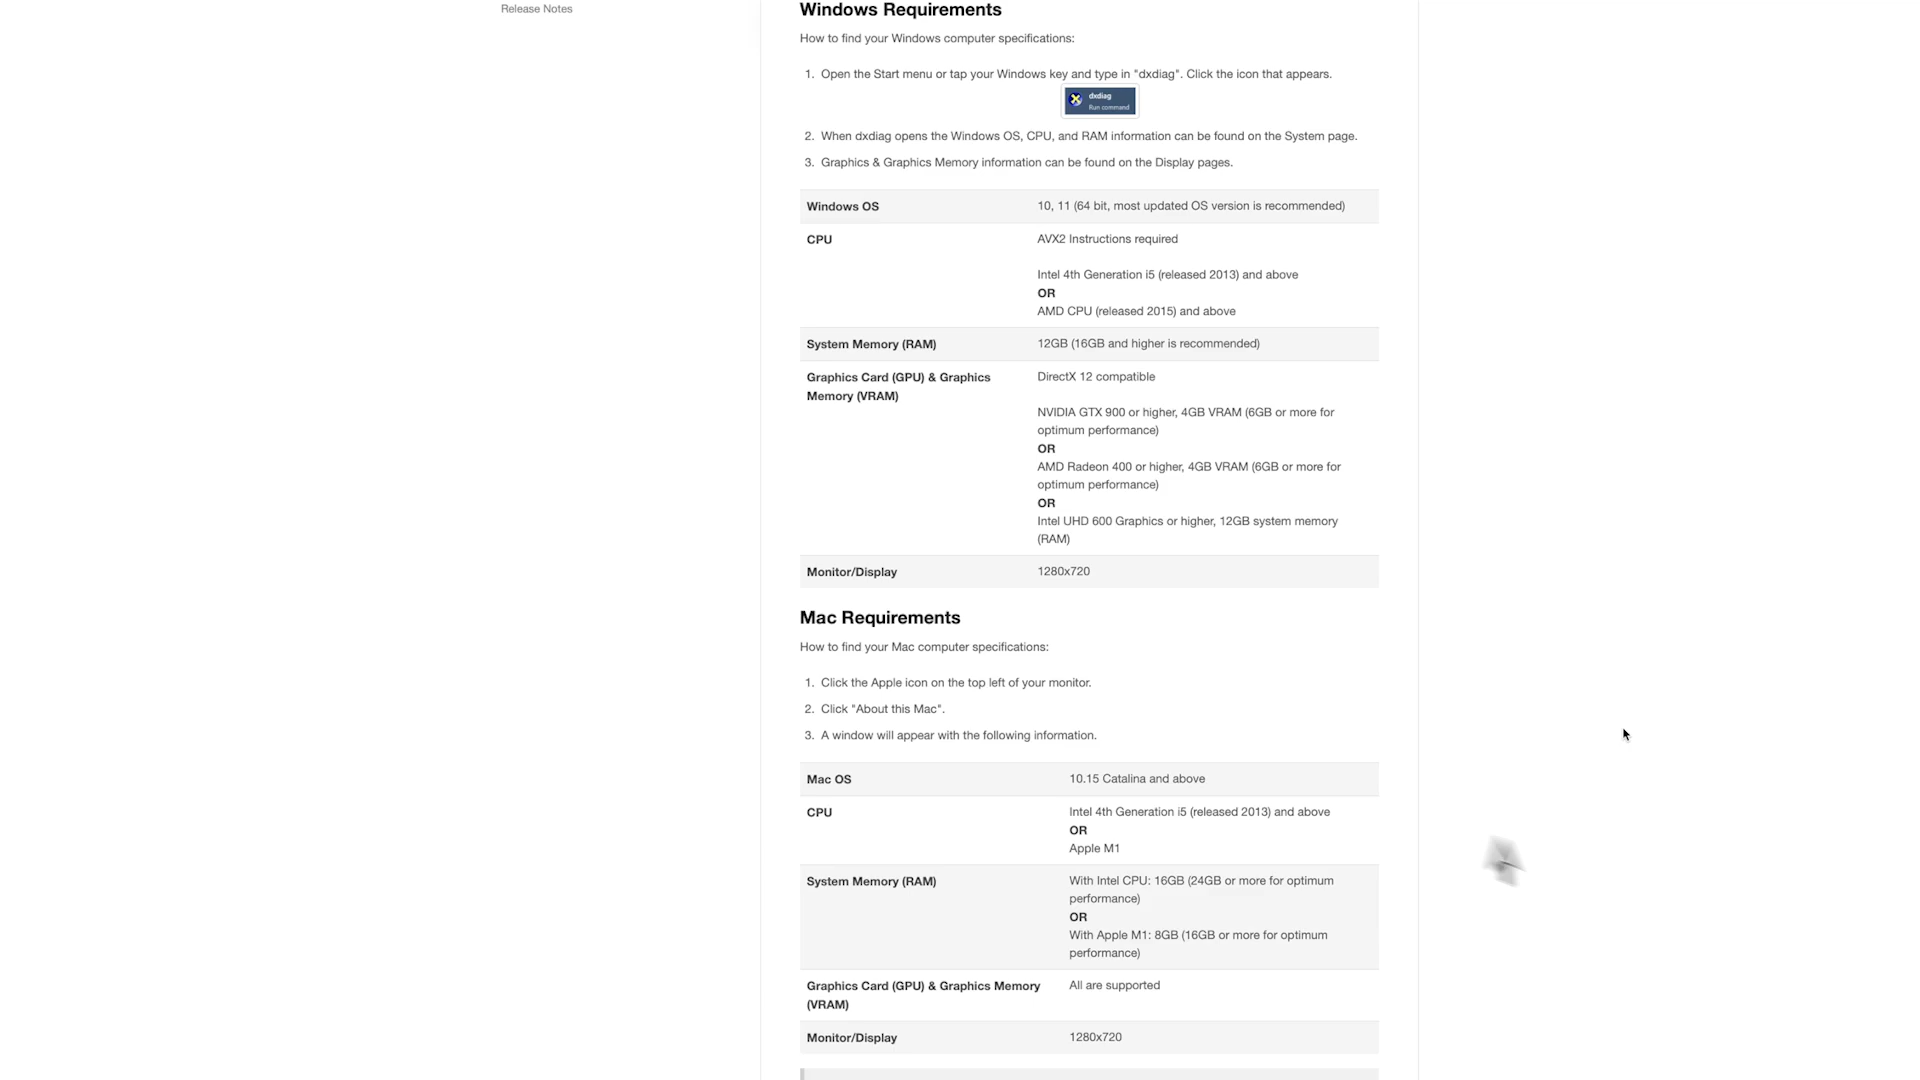 Release Notes
Windows Requirements
How to find your Windows computer specifications:
1. Open the Start menu or tap your Windows key and type in "dxdiag". Click the icon that appears.
dxdiag
Run command
2. When dxdiag opens the Windows OS, CPU, and RAM information can be found on the System page.
3. Graphics & Graphics Memory information can be found on the Display pages.
Windows OS
10, 11 (64 bit, most updated OS version is recommended)
CPU
AVX2 Instructions required
Intel 4th Generation i5 (released 2013) and above
OR
AMD CPU (released 2015) and above
System Memory (RAM)
12GB (16GB and higher is recommended)
Graphics Card (GPU) & Graphics
Memory (VRAM)
DirectX 12 compatible
NVIDIA GTX 900 or higher, 4GB VRAM (6GB or more for
optimum performance)
OR
AMD Radeon 400 or higher, 4GB VRAM (6GB or more for
optimum performance)
OR
Intel UHD 600 Graphics or higher, 12GB system memory
(RAM)
Monitor/Display
1280x720
Mac Requirements
How to find your Mac computer specifications:
1. Click the Apple icon on the top left of your monitor.
2. Click "About this Mac".
3. A window will appear with the following information.
Mac OS
10.15 Catalina and above
CPU
Intel 4th Generation i5 (released 2013) and above
OR
Apple M1
System Memory (RAM)
With Intel CPU: 16GB (24GB or more for optimum
performance)
OR
With Apple M1: 8GB (16GB or more for optimum
performance)
Graphics Card (GPU) & Graphics Memory
(VRAM)
All are supported
Monitor/Display
1280x720